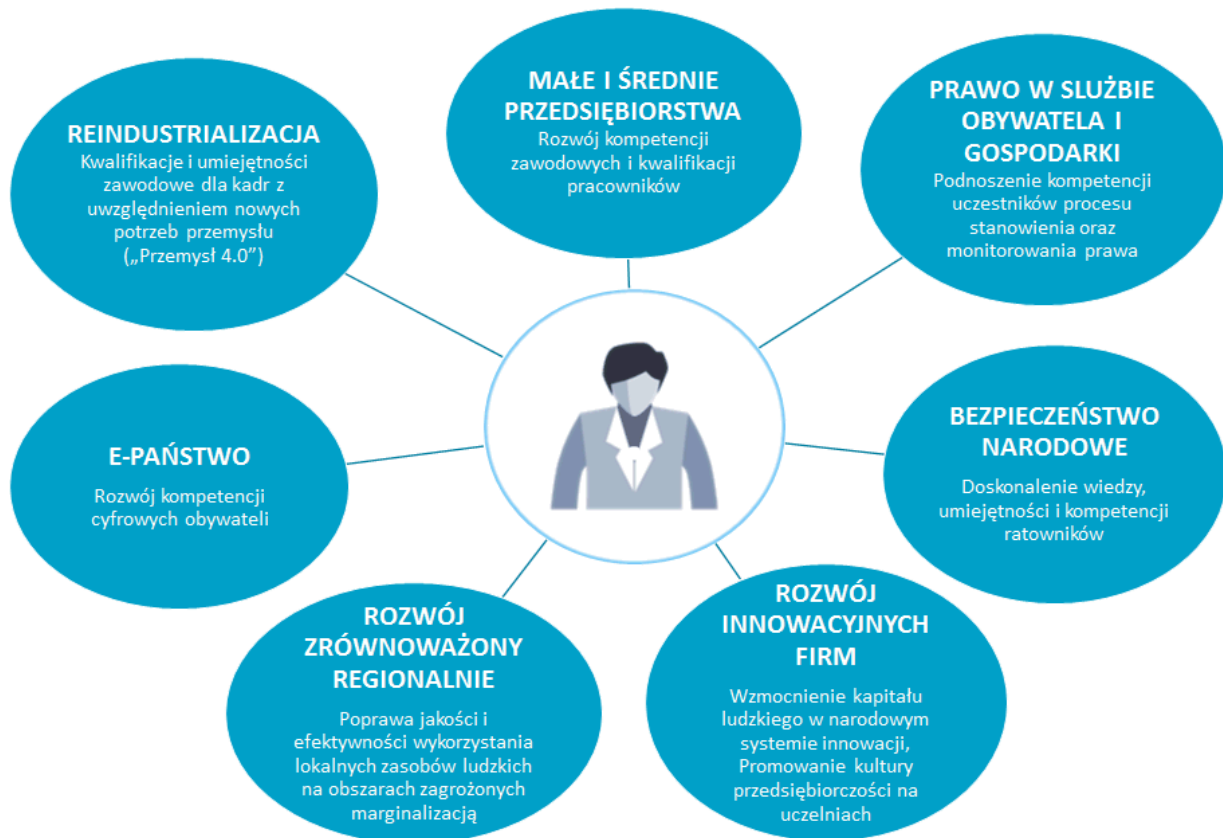 REINDUSTRIALIZACJA
Kwalifikacje i umiejętności
zawodowe dla kadr z
uwzględnieniem nowych
potrzeb przemysłu
(„Przemysł 4.0”)
MAŁE I ŚREDNIE
PRZEDSIĘBIORSTWA
Rozwój kompetencji
zawodowych i kwalifikacji
pracowników
PRAWO W SLUŻBIE
OBYWATELA I
GOSPODARKI
Podnoszenie kompetencji
uczestników procesu
stanowienia oraz
monitorowania prawa
E-PAŃSTWO
Rozwój kompetencji
cyfrowych obywateli
BEZPIECZEŃSTWO
NARODOWE
Doskonalenie wiedzy,
umiejętności i kompetencji
ratowników
ROZWÓJ
ZRÓWNOWAŻONY
REGIONALNIE
Poprawa jakości i
efektywności wykorzystania
lokalnych zasobów ludzkich
na obszarach zagrożonych
marginalizacją
ROZWÓJ
INNOWACYJNYCH
FIRM
Wzmocnienie kapitału
ludzkiego w narodowym
systemie innowacji,
Promowanie kultury
przedsiębiorczości na
uczelniach